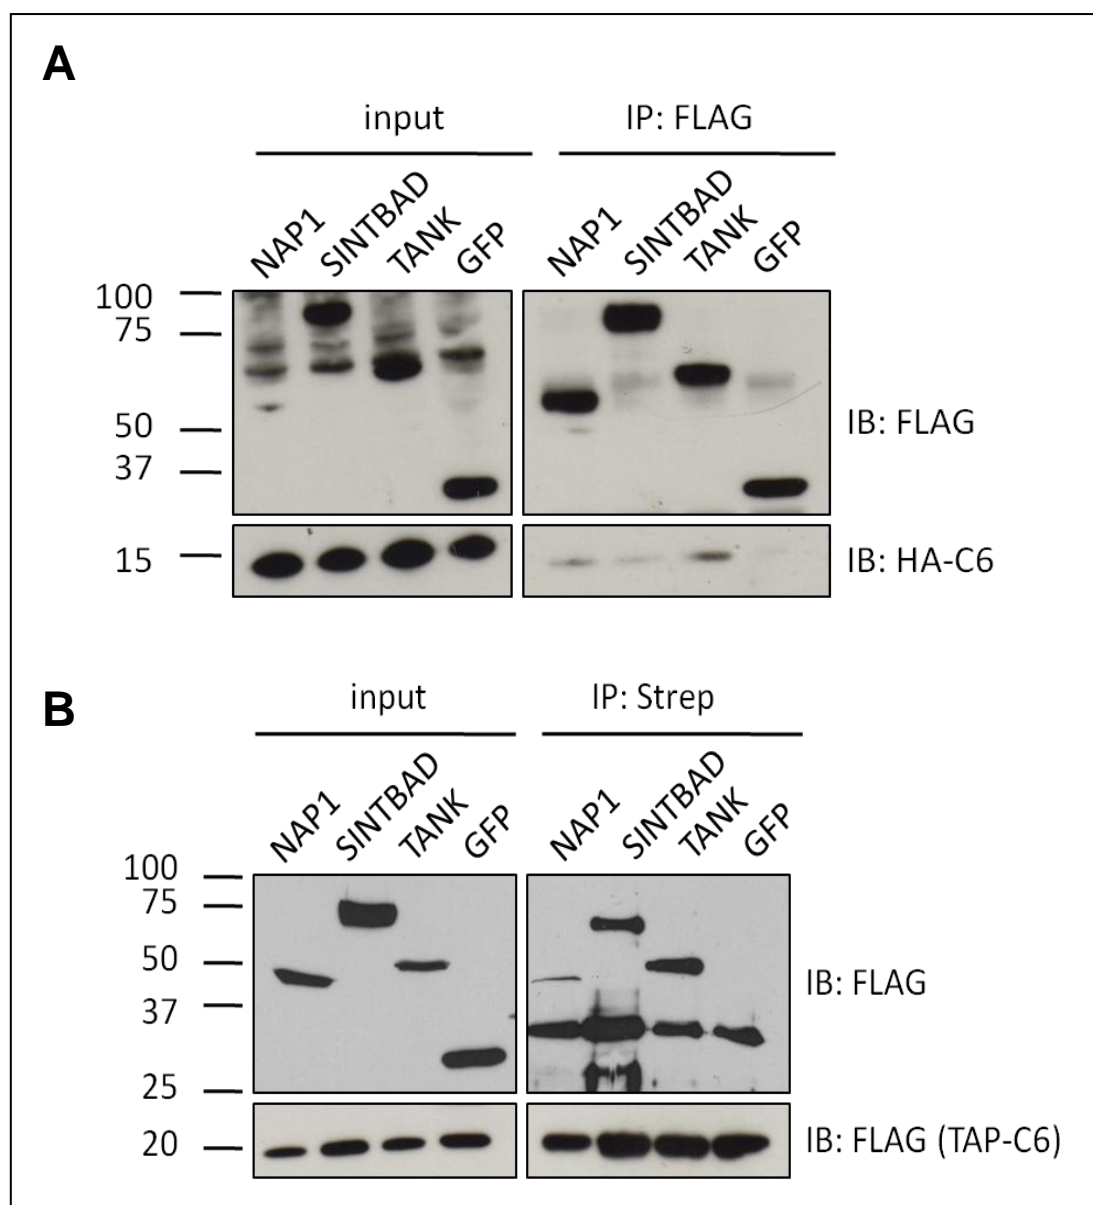 A
input IP: FLAG
NAP1 SINTBAD TANK GFP NAP1 SINTBAD TANK GFP
100
75
50
37
IB: FLAG
15
IB: HA-C6
B
input IP: Strep
NAP1 SINTBAD TANK GFP NAP1 SINTBAD TANK GFP
100
75
50
37
25
IB: FLAG
20
IB: FLAG (TAP-C6)